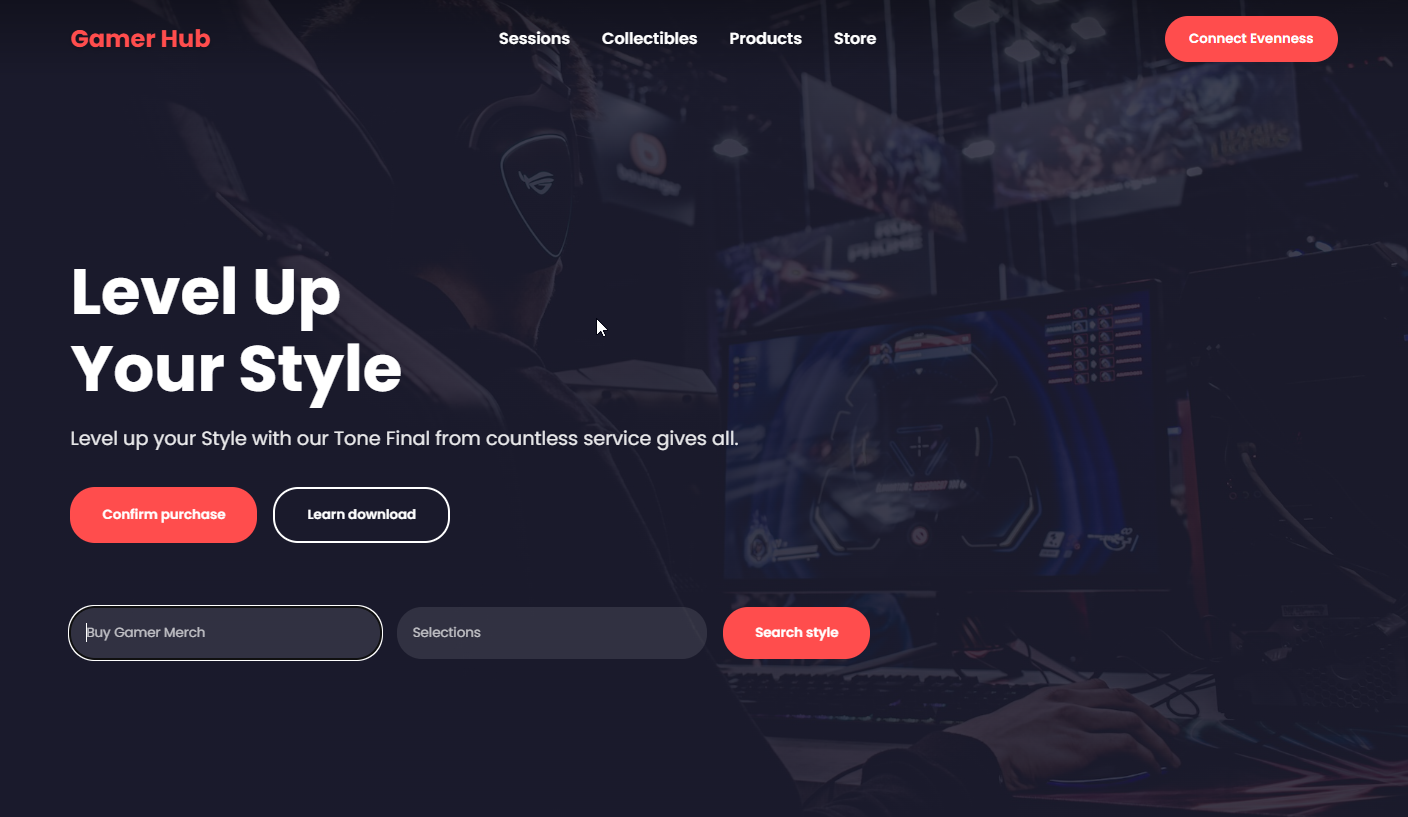 Gamer Hub
Sessions
Collectibles
Products
Store
Connect Evenness
Level Up
Your Style
Level up your Style with our Tone Final from countless service gives all.
Confirm purchase
Learn download
Buy Gamer Merch
Selections
Search style